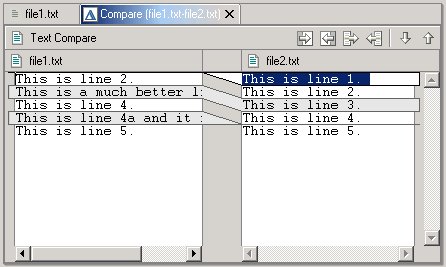 file1.txt
Compare (file1.txt-file2.txt)
Text Compare
file1.txt
file2.txt
This is line 2.
This is a much better
This is line 4.
This is line 4a and it
This is line 5.
This is line 1.
This is line 2.
This is line 3.
This is line 4.
This is line 5.